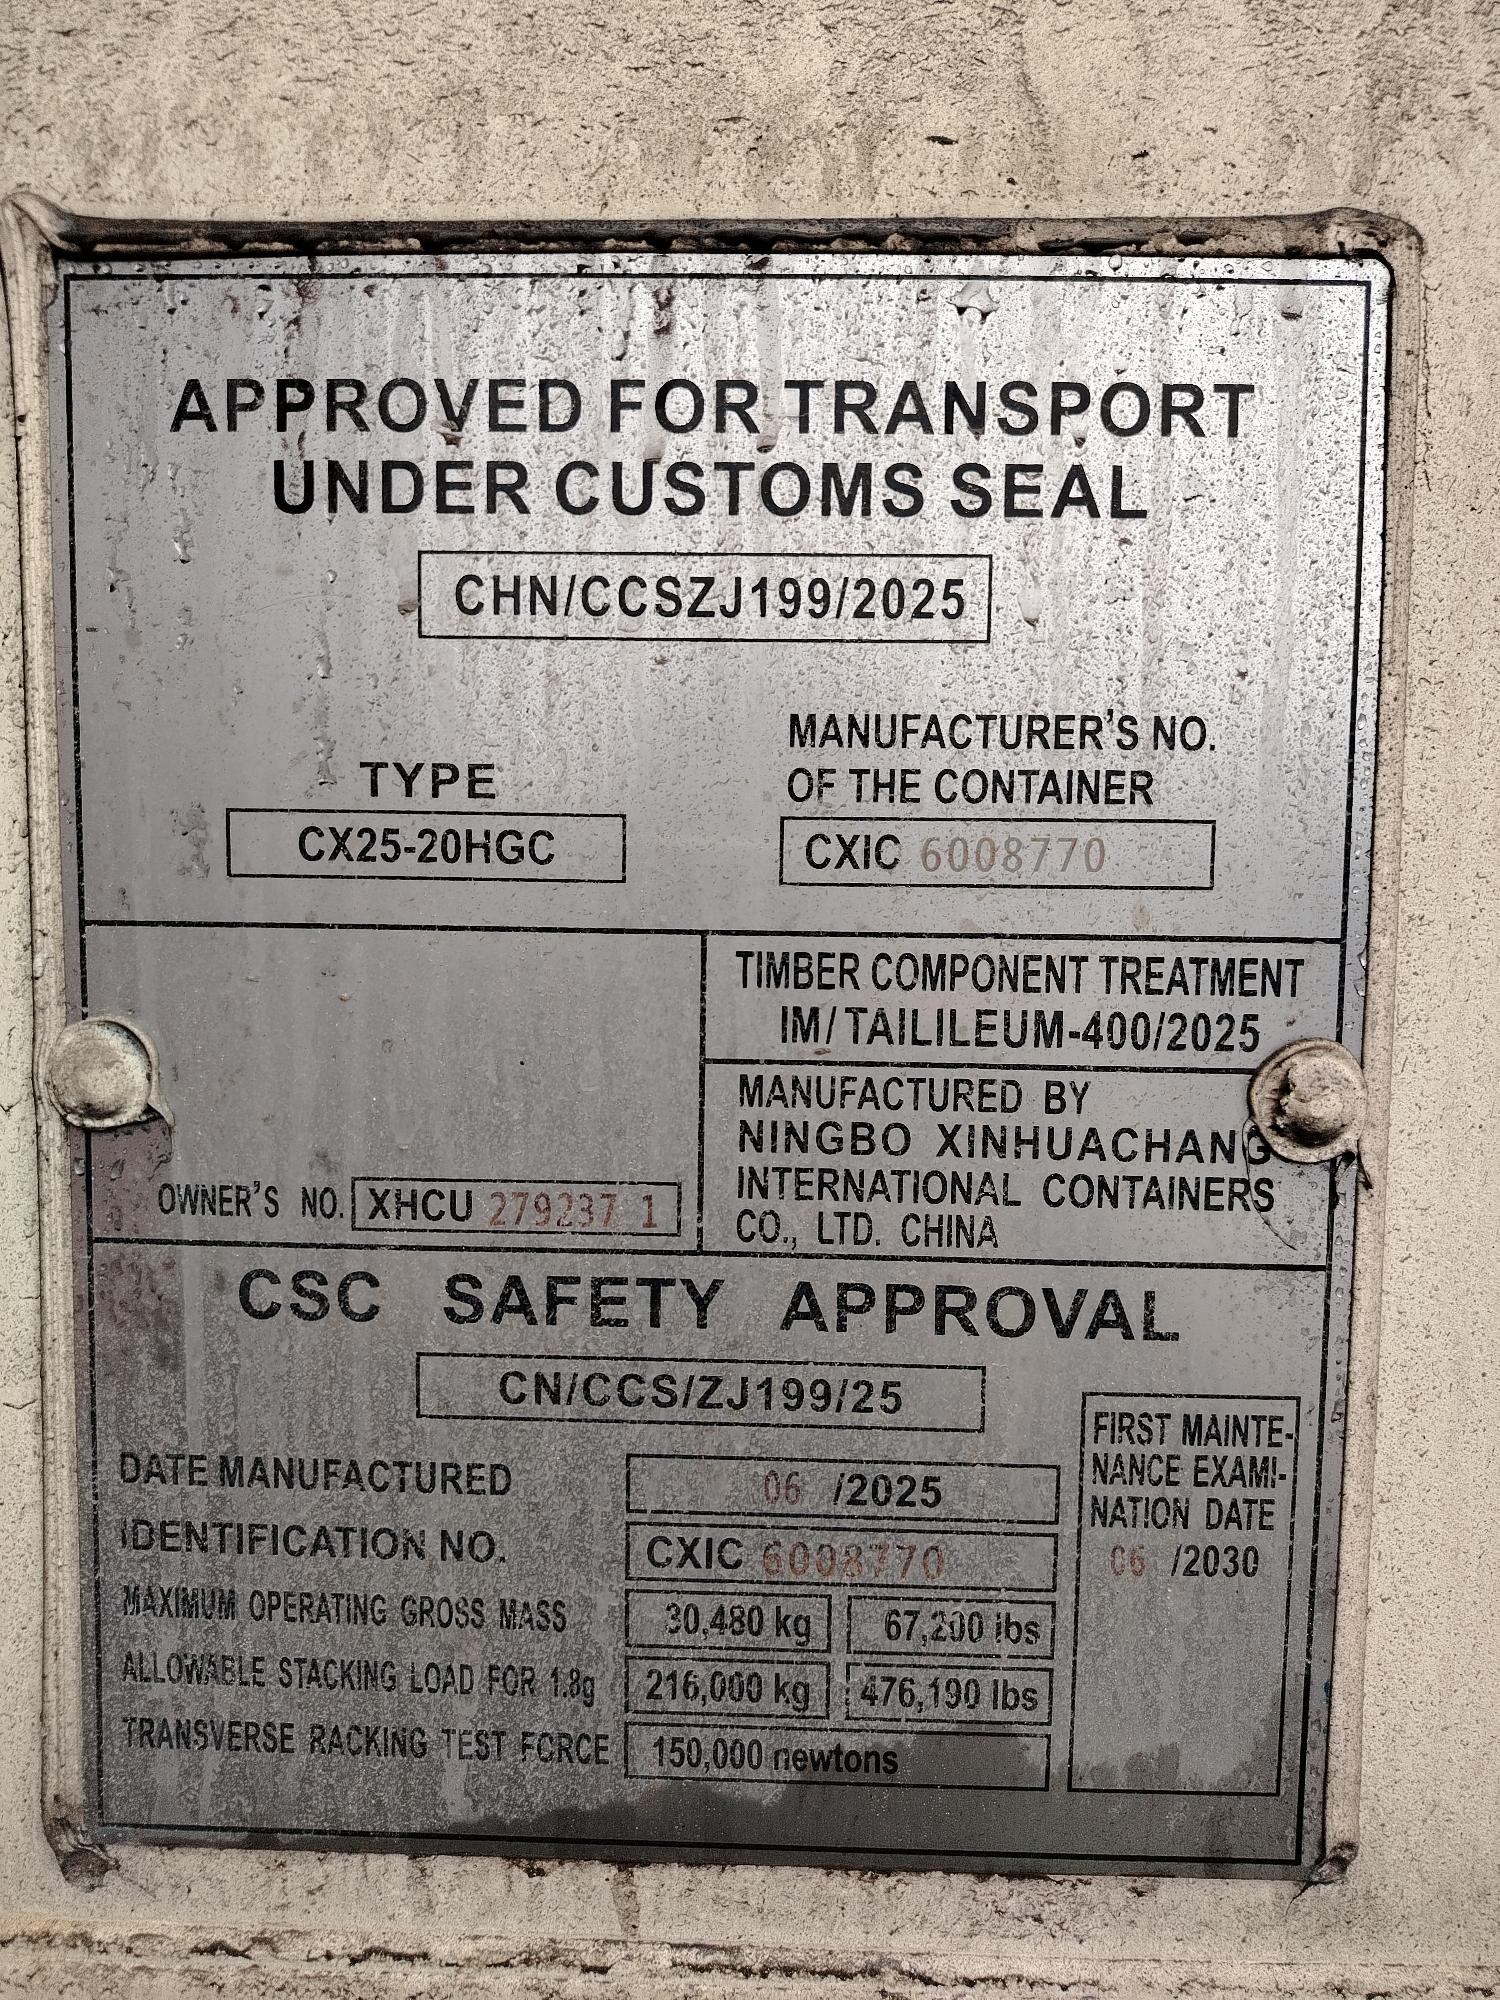 APPROVED FOR TRANSPORT
UNDER CUSTOMS SEAL
CHN/CCSZJ199/2025
TYPE
CX25-20HGC
MANUFACTURER'S NO.
OF THE CONTAINER
CXIC 6008770
TIMBER COMPONENT TREATMENT
IM/TAILILEUM-400/2025
MANUFACTURED BY
NINGBO XINHUACHANG
INTERNATIONAL CONTAINERS
CO., LTD. CHINA
OWNER'S NO. XHCU 279237 1
CSC SAFETY APPROVAL
CN/CCS/ZJ199/25
DATE MANUFACTURED 06 /2025
IDENTIFICATION NO. CXIC 6008770
MAXIMUM OPERATING GROSS MASS 30,480 kg 67,200 lbs
ALLOWABLE STACKING LOAD FOR 1.8g 216,000 kg 476,190 lbs
TRANSVERSE RACKING TEST FORCE 150,000 newtons
FIRST MAINTE-
NANCE EXAMI-
NATION DATE
06 /2030